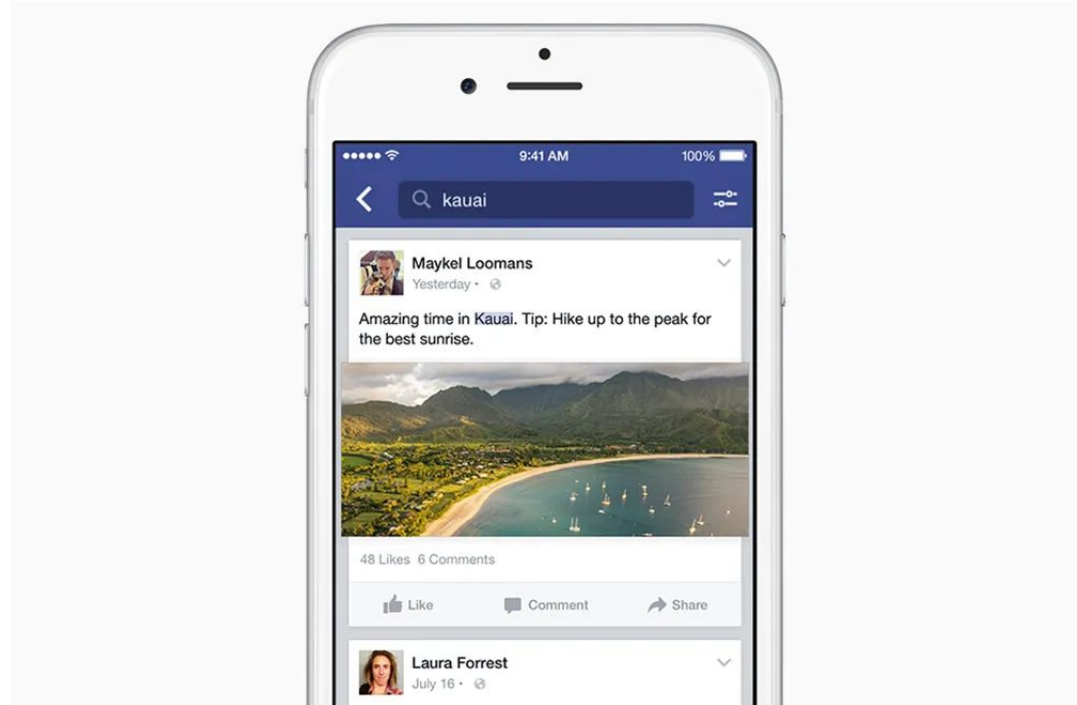 9:41 AM
100%
kauai
Maykel Loomans
Yesterday •
Amazing time in Kauai. Tip: Hike up to the peak for
the best sunrise.
48 Likes 6 Comments
Like Comment Share
Laura Forrest
July 16 •